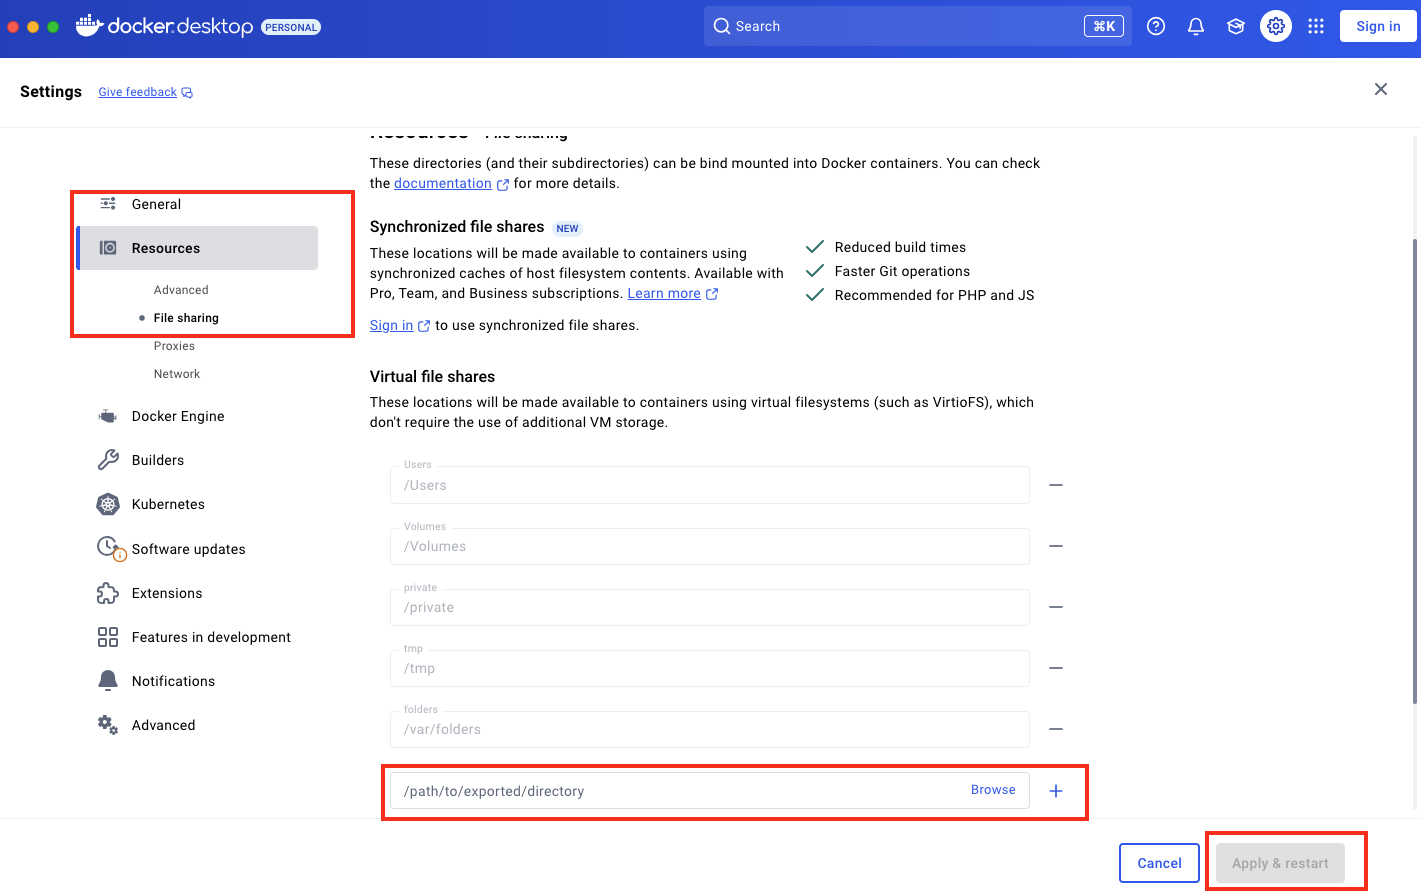 docker desktop PERSONAL
Search
⌘K
Sign in
Settings
Give feedback
Resources File sharing
These directories (and their subdirectories) can be bind mounted into Docker containers. You can check
the documentation for more details.
General
Resources
Advanced
File sharing
Proxies
Network
Docker Engine
Builders
Kubernetes
Software updates
Extensions
Features in development
Notifications
Advanced
Synchronized file shares NEW
These locations will be made available to containers using
synchronized caches of host filesystem contents. Available with
Pro, Team, and Business subscriptions. Learn more
Reduced build times
Faster Git operations
Recommended for PHP and JS
Sign in to use synchronized file shares.
Virtual file shares
These locations will be made available to containers using virtual filesystems (such as VirtioFS), which
don't require the use of additional VM storage.
Users
/Users
Volumes
/Volumes
private
/private
tmp
/tmp
folders
/var/folders
/path/to/exported/directory
Browse
Cancel
Apply & restart